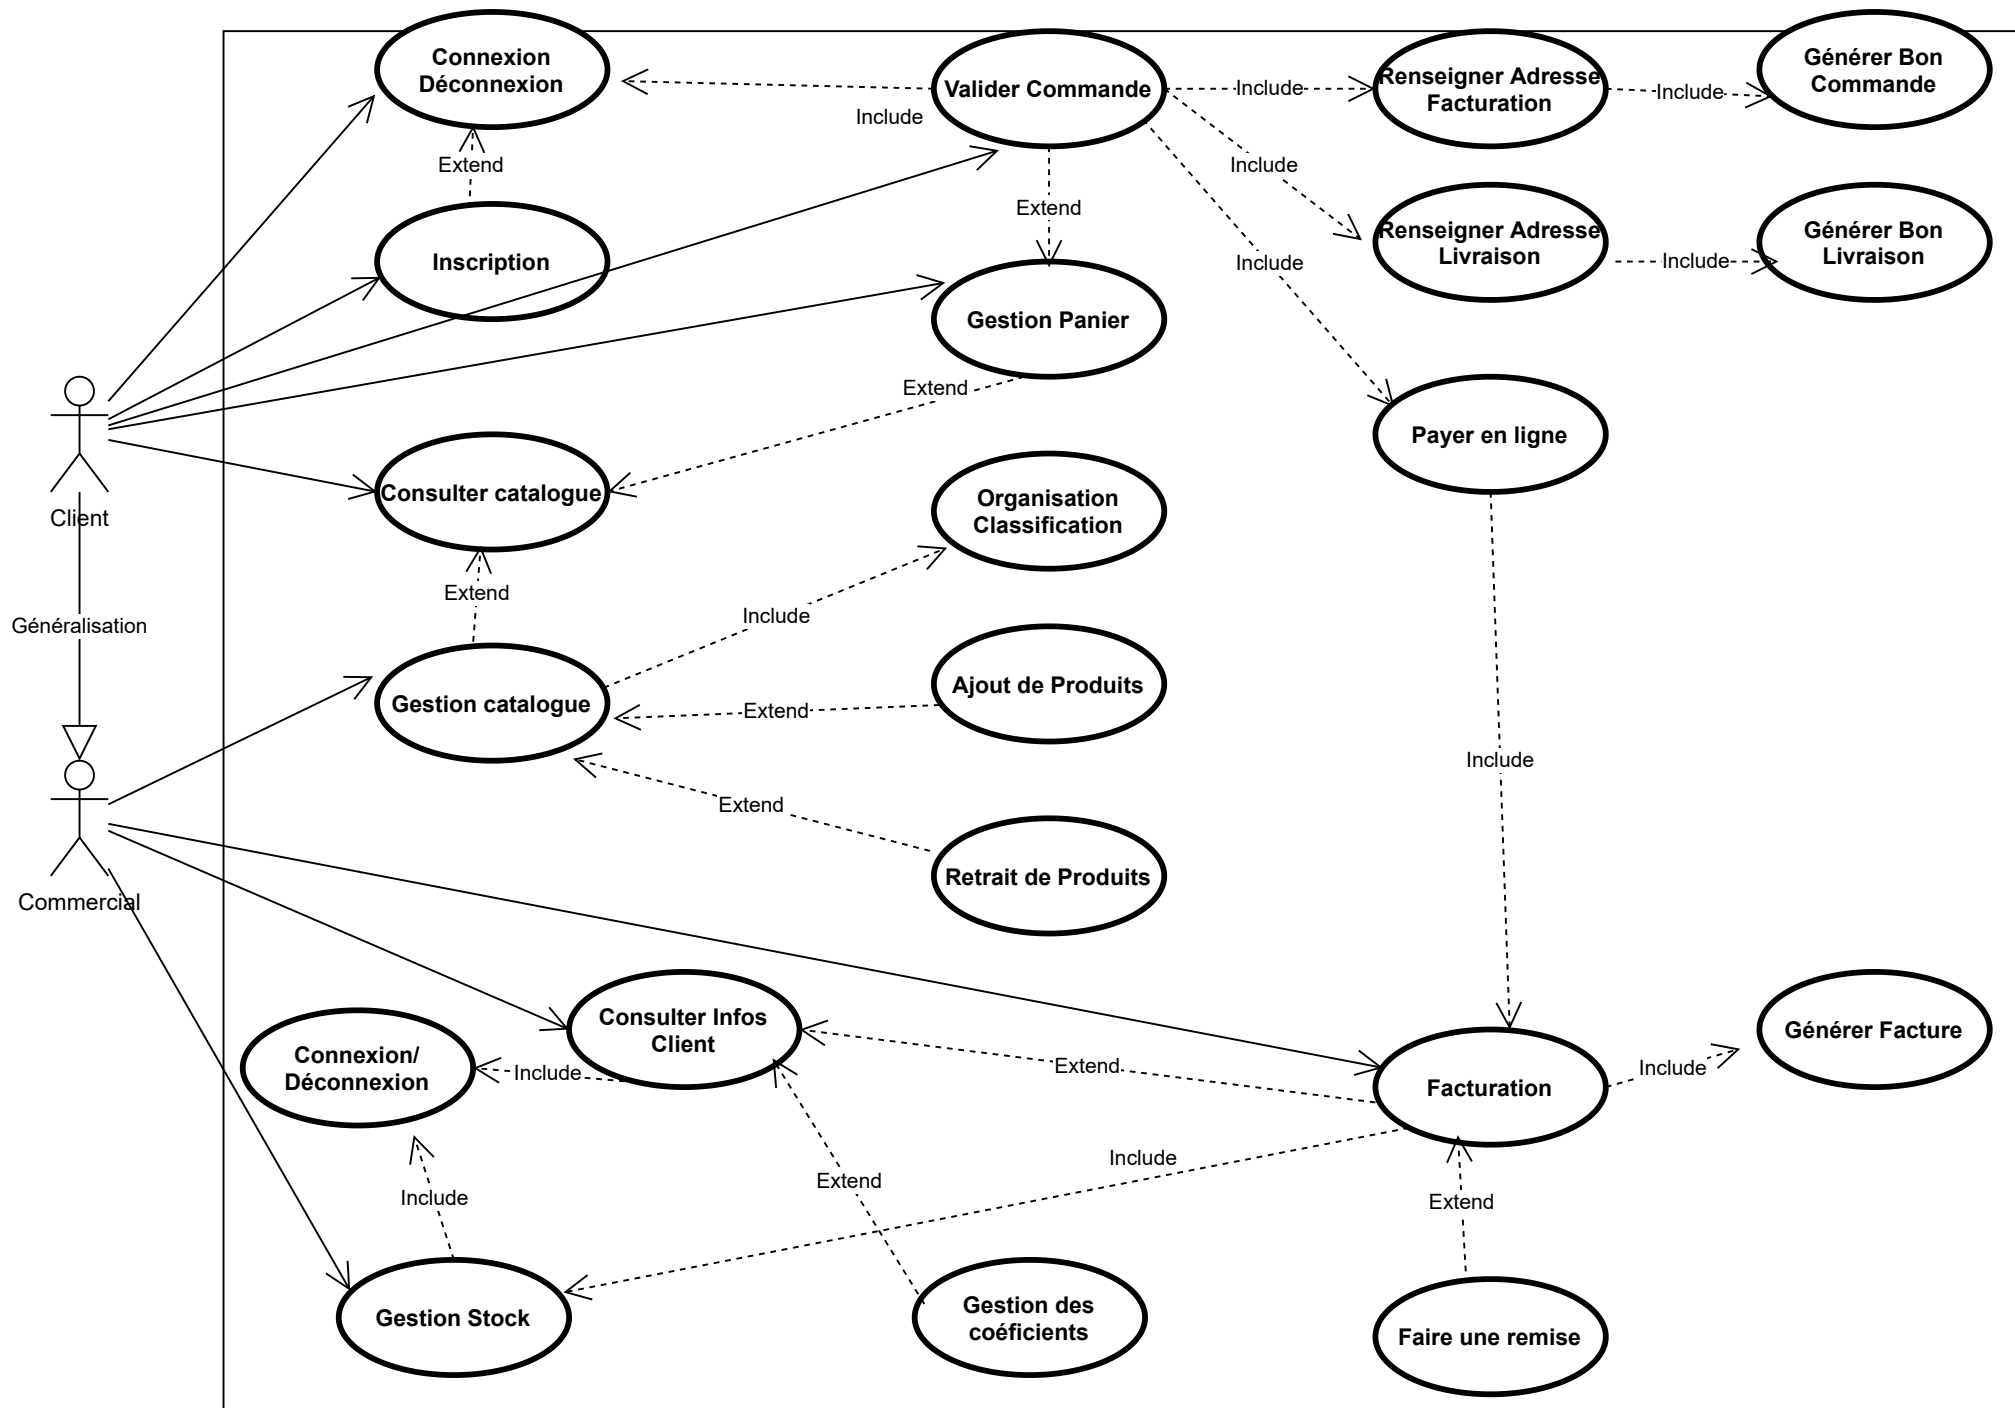 Connexion
Déconnexion
Valider Commande
Include
Include
Renseigner Adresse
Facturation
Include
Générer Bon
Commande
Extend
Include
Inscription
Extend
Renseigner Adresse
Livraison
Include
Générer Bon
Livraison
Include
Gestion Panier
Extend
Payer en ligne
Client
Consulter catalogue
Organisation
Classification
Extend
Include
Généralisation
Gestion catalogue
Ajout de Produits
Extend
Include
Extend
Retrait de Produits
Commercial
Consulter Infos
Client
Connexion/
Déconnexion
Include
Extend
Facturation
Include
Générer Facture
Include
Extend
Include
Extend
Gestion Stock
Gestion des
coéficients
Faire une remise